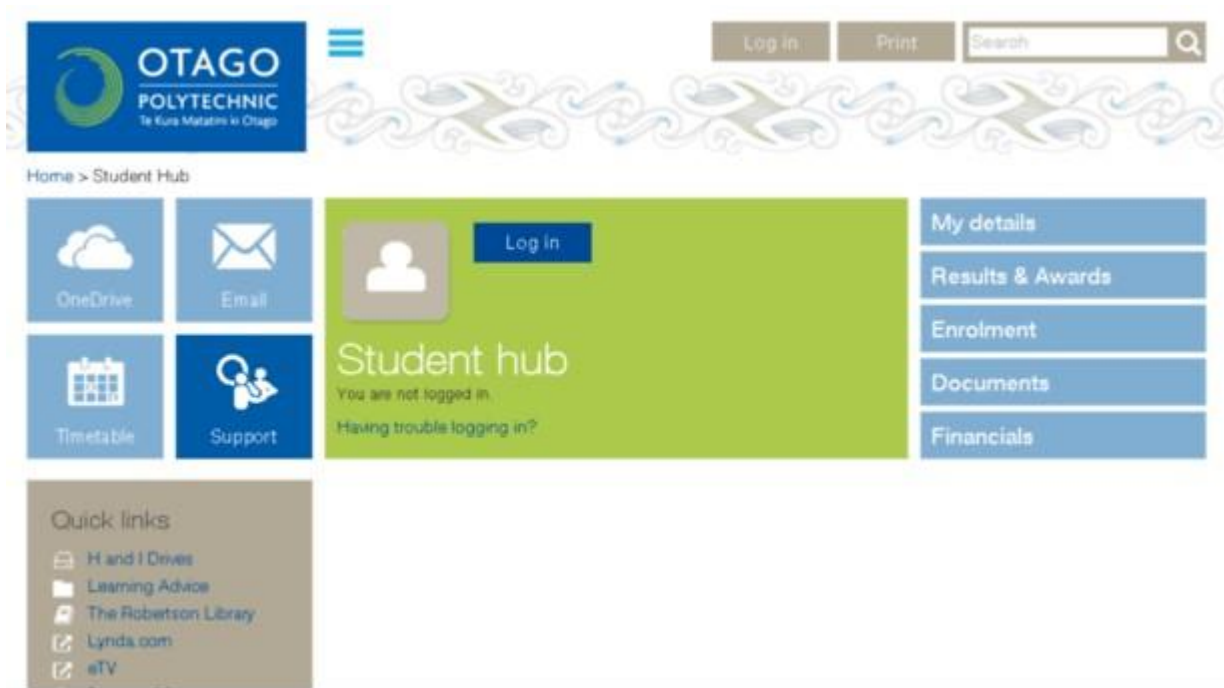 OTAGO
POLYTECHNIC
Te Kura Matatini ki Otago
Log in
Print
Search
Home > Student Hub
OneDrive
Email
Timetable
Support
Log in
Student hub
You are not logged in.
Having trouble logging in?
My details
Results & Awards
Enrolment
Documents
Financials
Quick links
H and I Drives
Learning Advice
The Robertson Library
Lynda.com
eTV